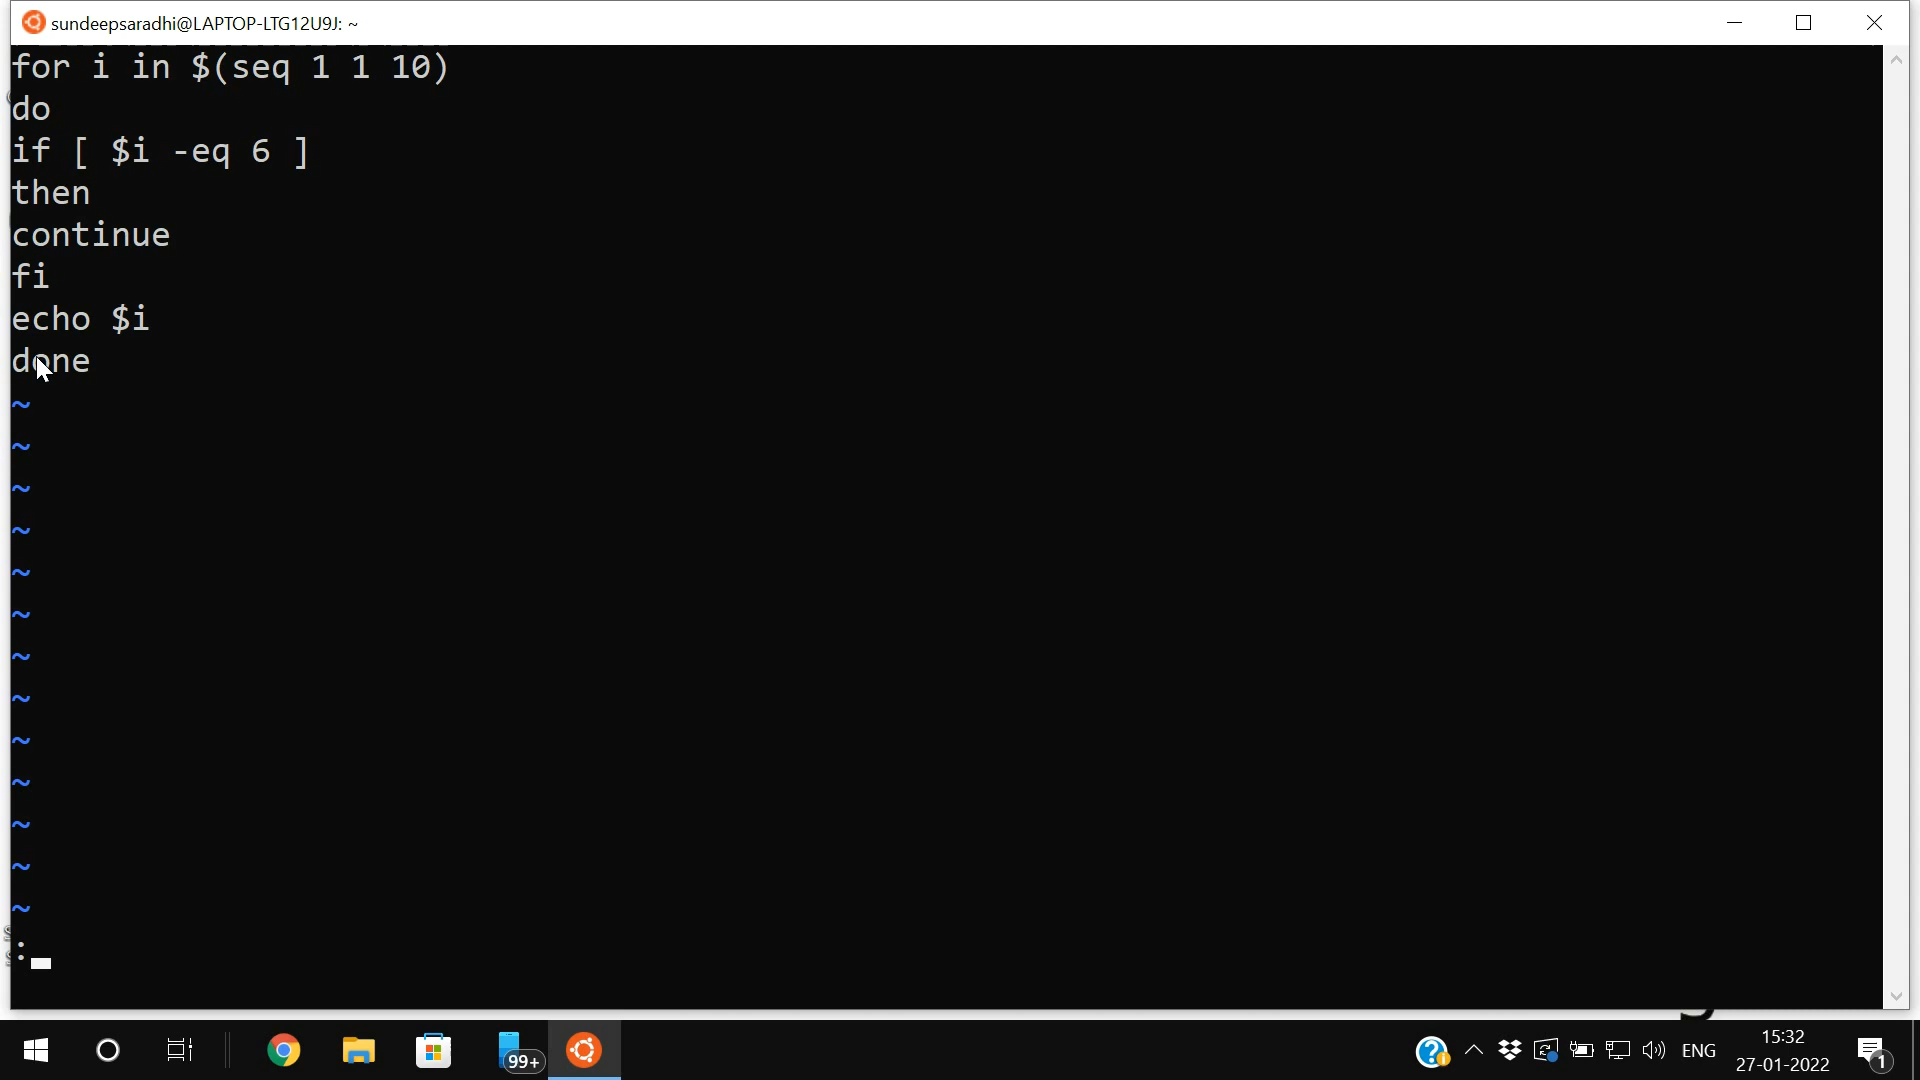 sundeepsaradhi@LAPTOP-LTG12U9J: ~
for i in $(seq 1 1 10)
do
if [ $i -eq 6 ]
then
continue
fi
echo $i
done
~
~
~
~
~
~
~
~
~
~
~
~
~
:
99+
ENG
15:32
27-01-2022
1